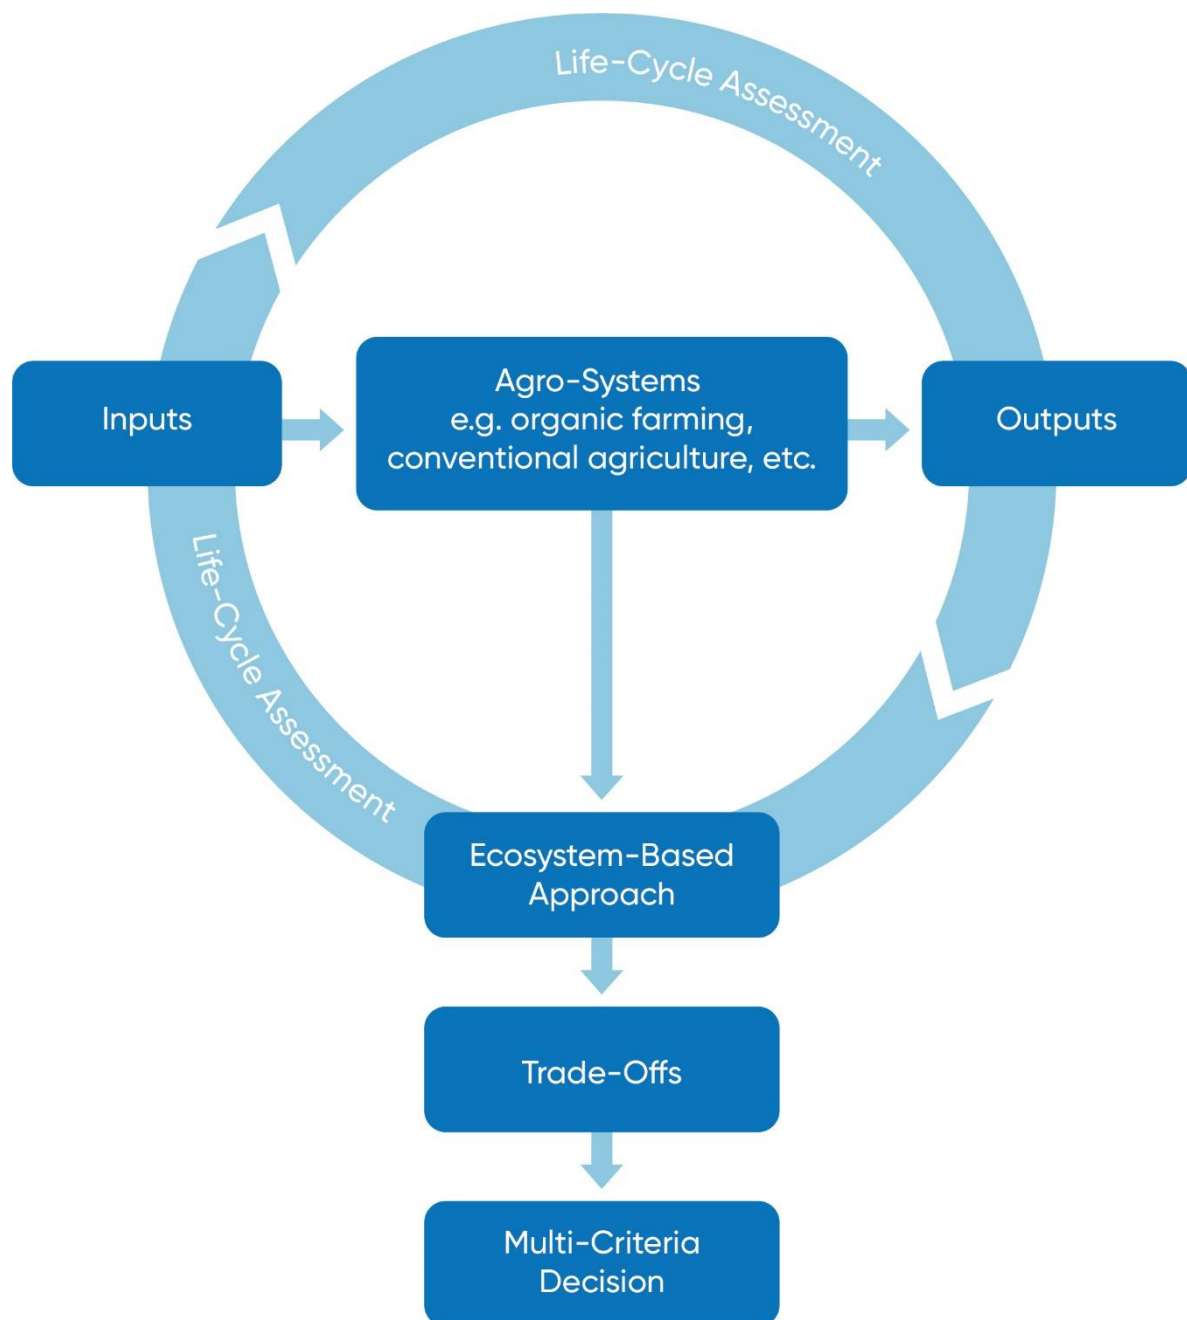 Life-Cycle Assessment
Inputs
Agro-Systems
e.g. organic farming,
conventional agriculture, etc.
Outputs
Life-Cycle Assessment
Ecosystem-Based
Approach
Trade-Offs
Multi-Criteria
Decision